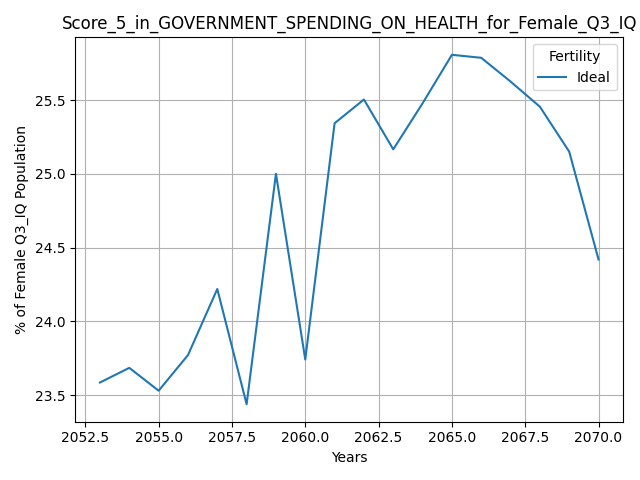 Score_5_in_GOVERNMENT_SPENDING_ON_HEALTH_for_Female_Q3_IQ
Fertility
Ideal
% of Female Q3_IQ Population
25.5
25.0
24.5
24.0
23.5
2052.5 2055.0 2057.5 2060.0 2062.5 2065.0 2067.5 2070.0
Years